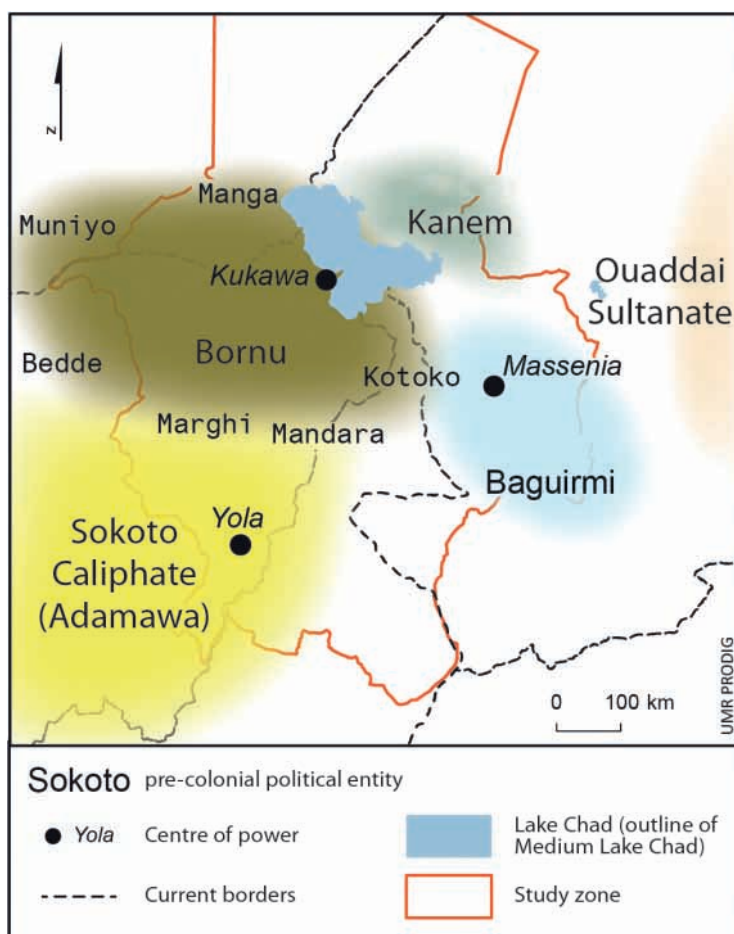 z
Manga
Muniyo
Kanem
Kukawa
Ouaddai
Sultanate
Bornu
Bedde
Kotoko
Massenia
Marghi
Mandara
Baguirmi
Yola
Sokoto
Caliphate
(Adamawa)
0 100 km
UMR PRODIG
Sokoto pre-colonial political entity
Yola Centre of power
Lake Chad (outline of
Medium Lake Chad)
Current borders
Study zone